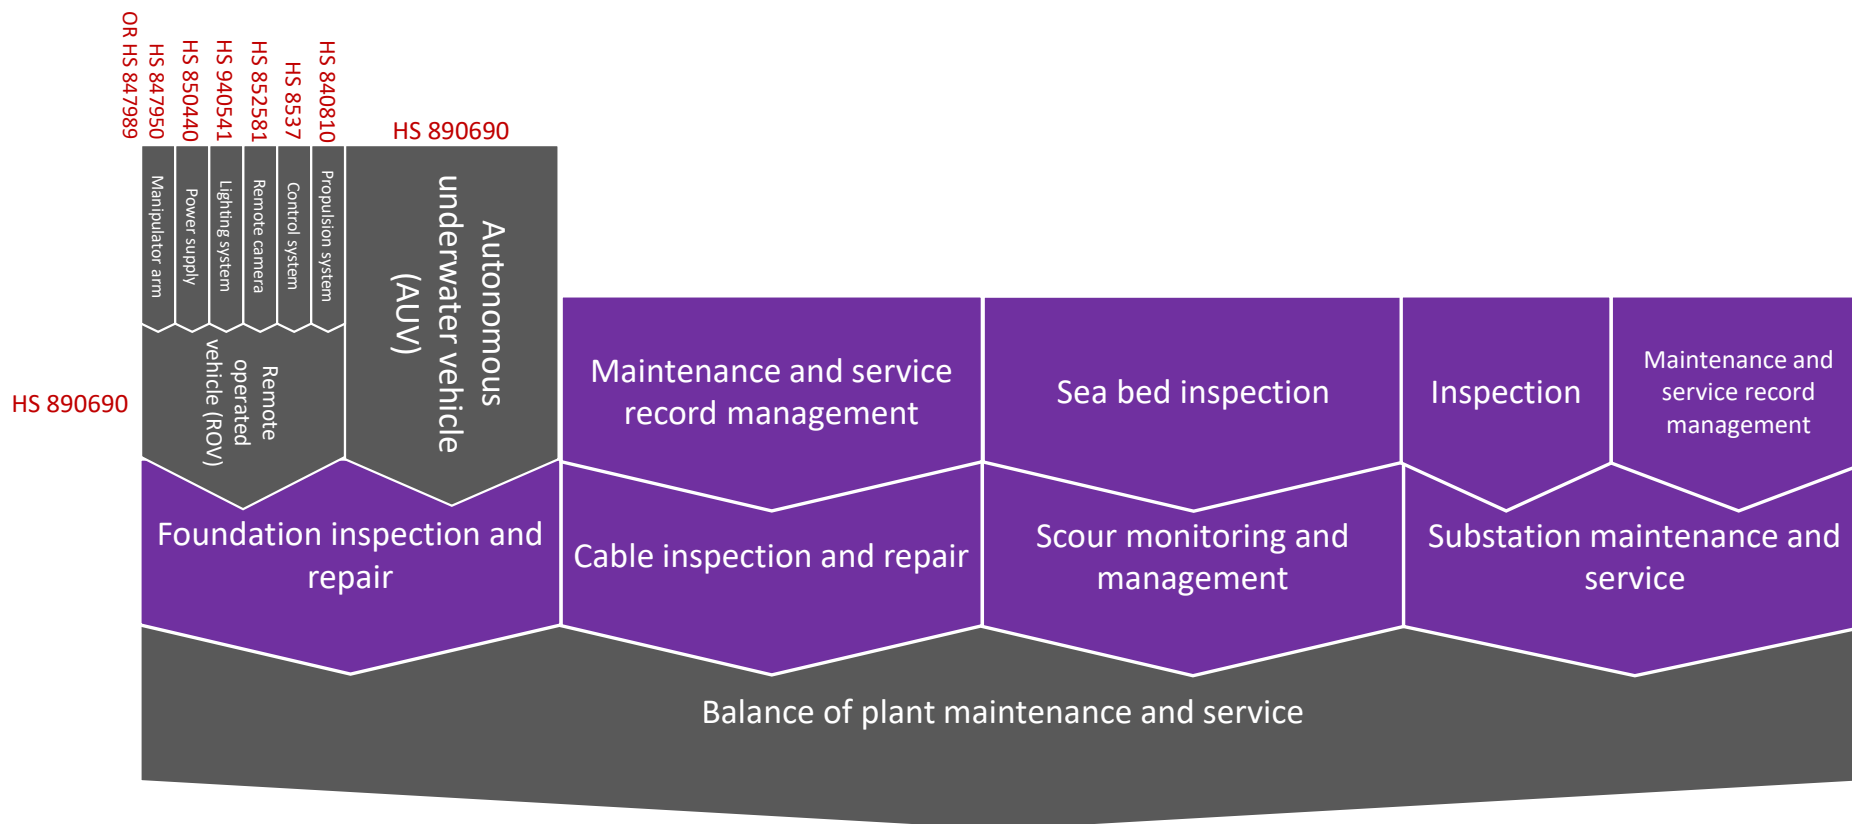 OR HS 847989
HS 847950
HS 850440
HS 940541
HS 852581
HS 8537
HS 840810
HS 890690
Manipulator arm
Power supply
Lighting system
Remote camera
Control system
Propulsion system
Autonomous
underwater vehicle
(AUV)
HS 890690
Remote
operated
vehicle (ROV)
Maintenance and service
record management
Sea bed inspection
Inspection
Maintenance and
service record
management
Foundation inspection and
repair
Cable inspection and repair
Scour monitoring and
management
Substation maintenance and
service
Balance of plant maintenance and service